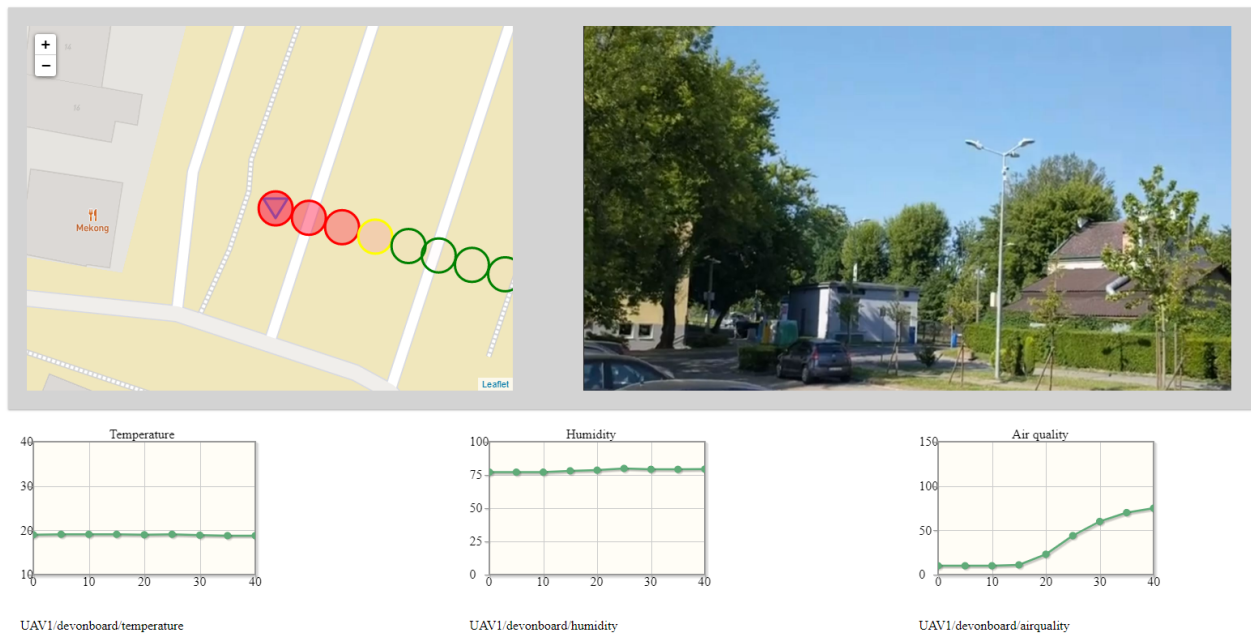 +
−
Mekong
Leaflet
Temperature
40
30
20
10
0 10 20 30 40
UAV1/devonboard/temperature
Humidity
100
75
50
25
0
0 10 20 30 40
UAV1/devonboard/humidity
Air quality
150
100
50
0
0 10 20 30 40
UAV1/devonboard/airquality